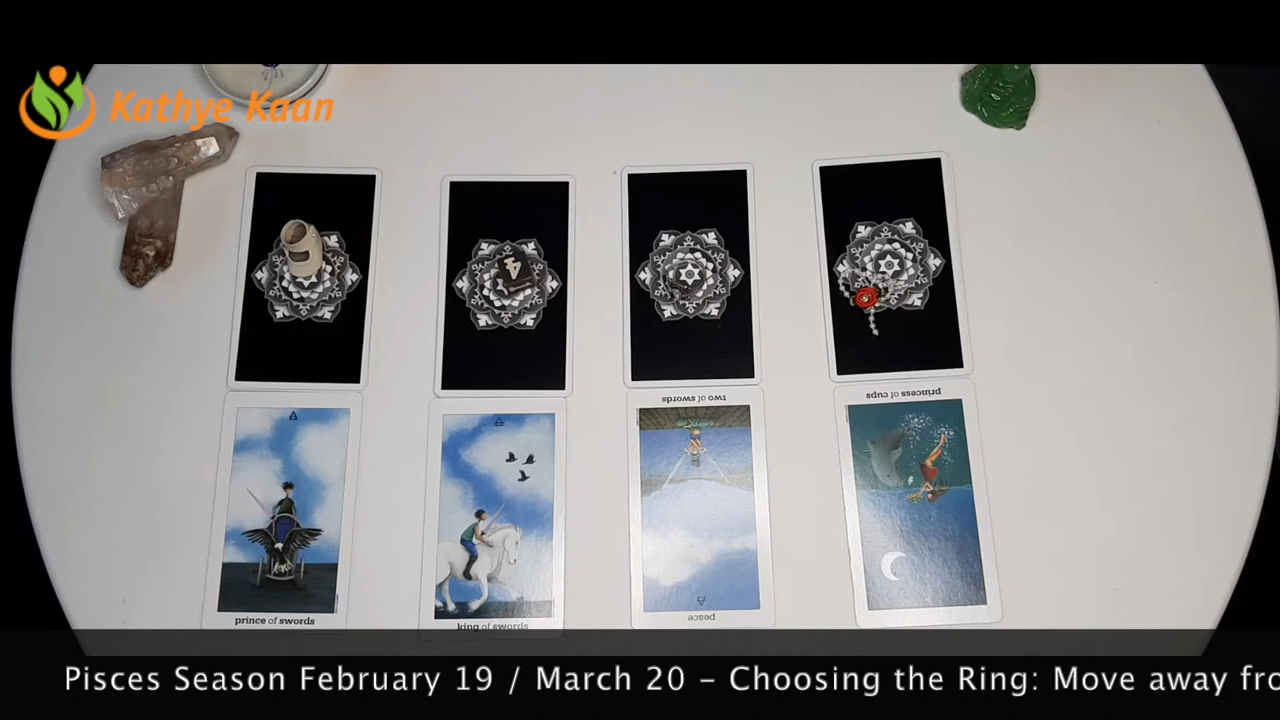 Kathye Kaan
4
two of swords
princess of cups
peace
prince of swords
king of swords
Pisces Season February 19 / March 20 – Choosing the Ring: Move away fro